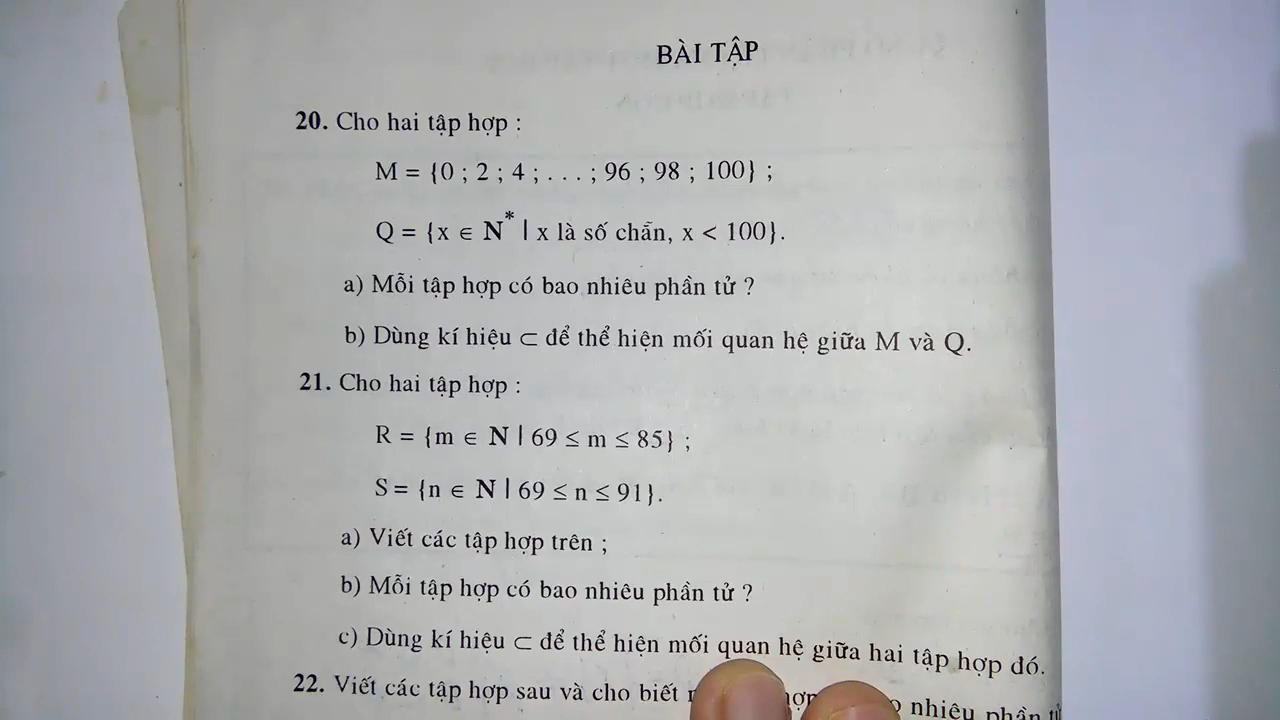 BÀI TẬP
20. Cho hai tập hợp :
M = {0 ; 2 ; 4 ; . . . ; 96 ; 98 ; 100} ;
Q = {x ∈ N* | x là số chẵn, x < 100}.
a) Mỗi tập hợp có bao nhiêu phần tử ?
b) Dùng kí hiệu ⊂ để thể hiện mối quan hệ giữa M và Q.
21. Cho hai tập hợp :
R = {m ∈ N | 69 ≤ m ≤ 85} ;
S = {n ∈ N | 69 ≤ n ≤ 91}.
a) Viết các tập hợp trên ;
b) Mỗi tập hợp có bao nhiêu phần tử ?
c) Dùng kí hiệu ⊂ để thể hiện mối quan hệ giữa hai tập hợp đó.
22. Viết các tập hợp sau và cho biết nhiêu phần